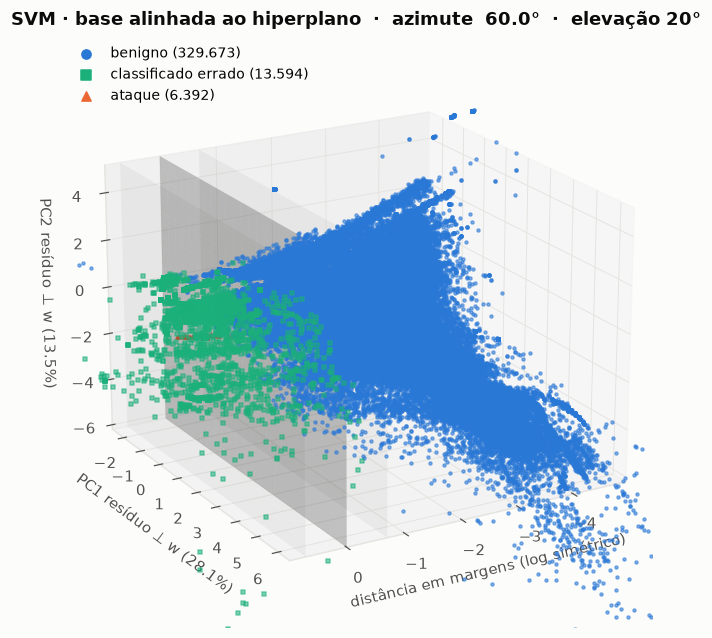 SVM · base alinhada ao hiperplano · azimute 60.0° · elevação 20°
benigno (329.673)
classificado errado (13.594)
ataque (6.392)
PC2 resíduo ⊥ w (13.5%)
4
2
0
−2
−4
−6
PC1 resíduo ⊥ w (28.1%)
−2
−1
0
1
2
3
4
5
6
distância em margens (log simétrico)
0
−1
−2
−3
4